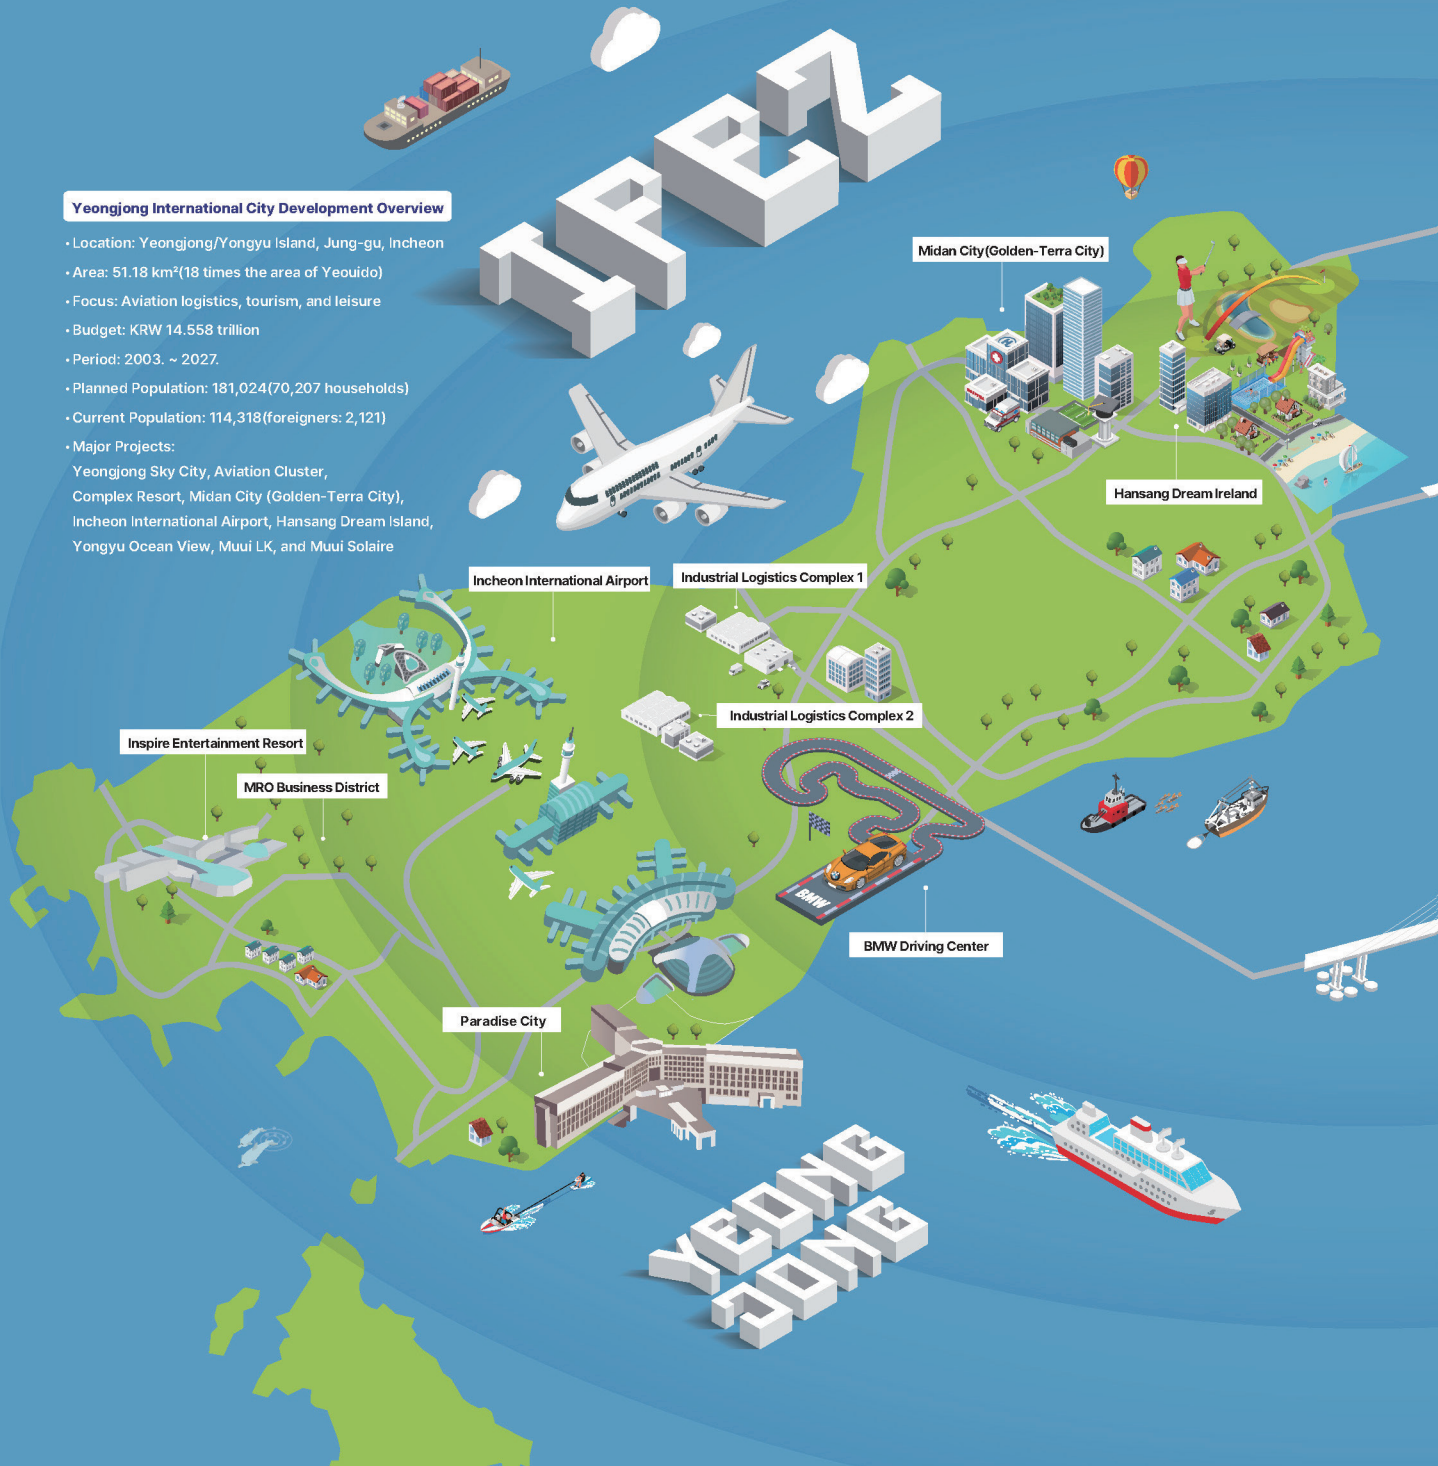 IFEZ
Yeongjong International City Development Overview
• Location: Yeongjong/Yongyu Island, Jung-gu, Incheon
• Area: 51.18 km²(18 times the area of Yeouido)
• Focus: Aviation logistics, tourism, and leisure
• Budget: KRW 14.558 trillion
• Period: 2003. ~ 2027.
• Planned Population: 181,024(70,207 households)
• Current Population: 114,318(foreigners: 2,121)
• Major Projects:
Yeongjong Sky City, Aviation Cluster,
Complex Resort, Midan City (Golden-Terra City),
Incheon International Airport, Hansang Dream Island,
Yongyu Ocean View, Muui LK, and Muui Solaire
Midan City(Golden-Terra City)
H
Hansang Dream Ireland
Incheon International Airport
Industrial Logistics Complex 1
Industrial Logistics Complex 2
Inspire Entertainment Resort
MRO Business District
BMW
BMW Driving Center
Paradise City
YEONG
JONG